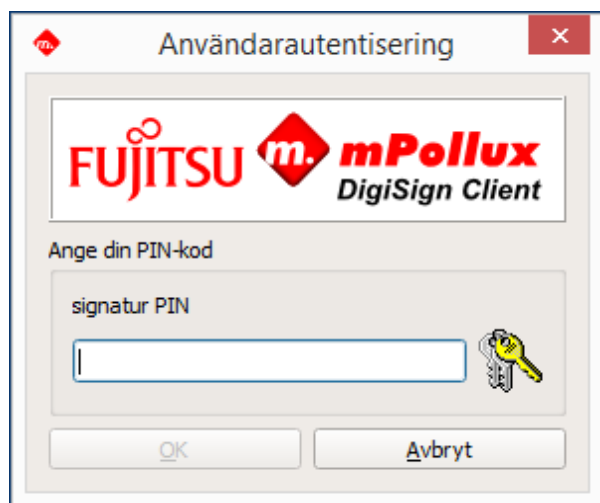 m.
Användarautentisering
FUJITSU m. mPollux
DigiSign Client
Ange din PIN-kod
signatur PIN
OK
Avbryt